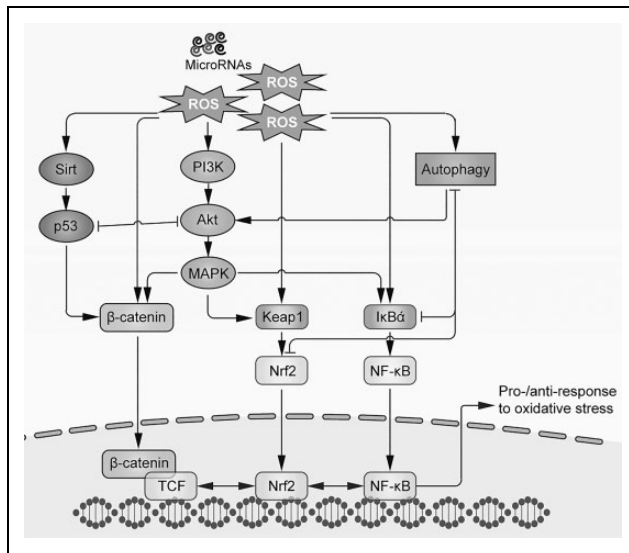 MicroRNAs
ROS
ROS
ROS
Sirt
PI3K
Autophagy
p53
Akt
MAPK
β-catenin
Keap1
IκBά
Nrf2
NF-κB
Pro-/anti-response
to oxidative stress
β-catenin
TCF
Nrf2
NF-κB